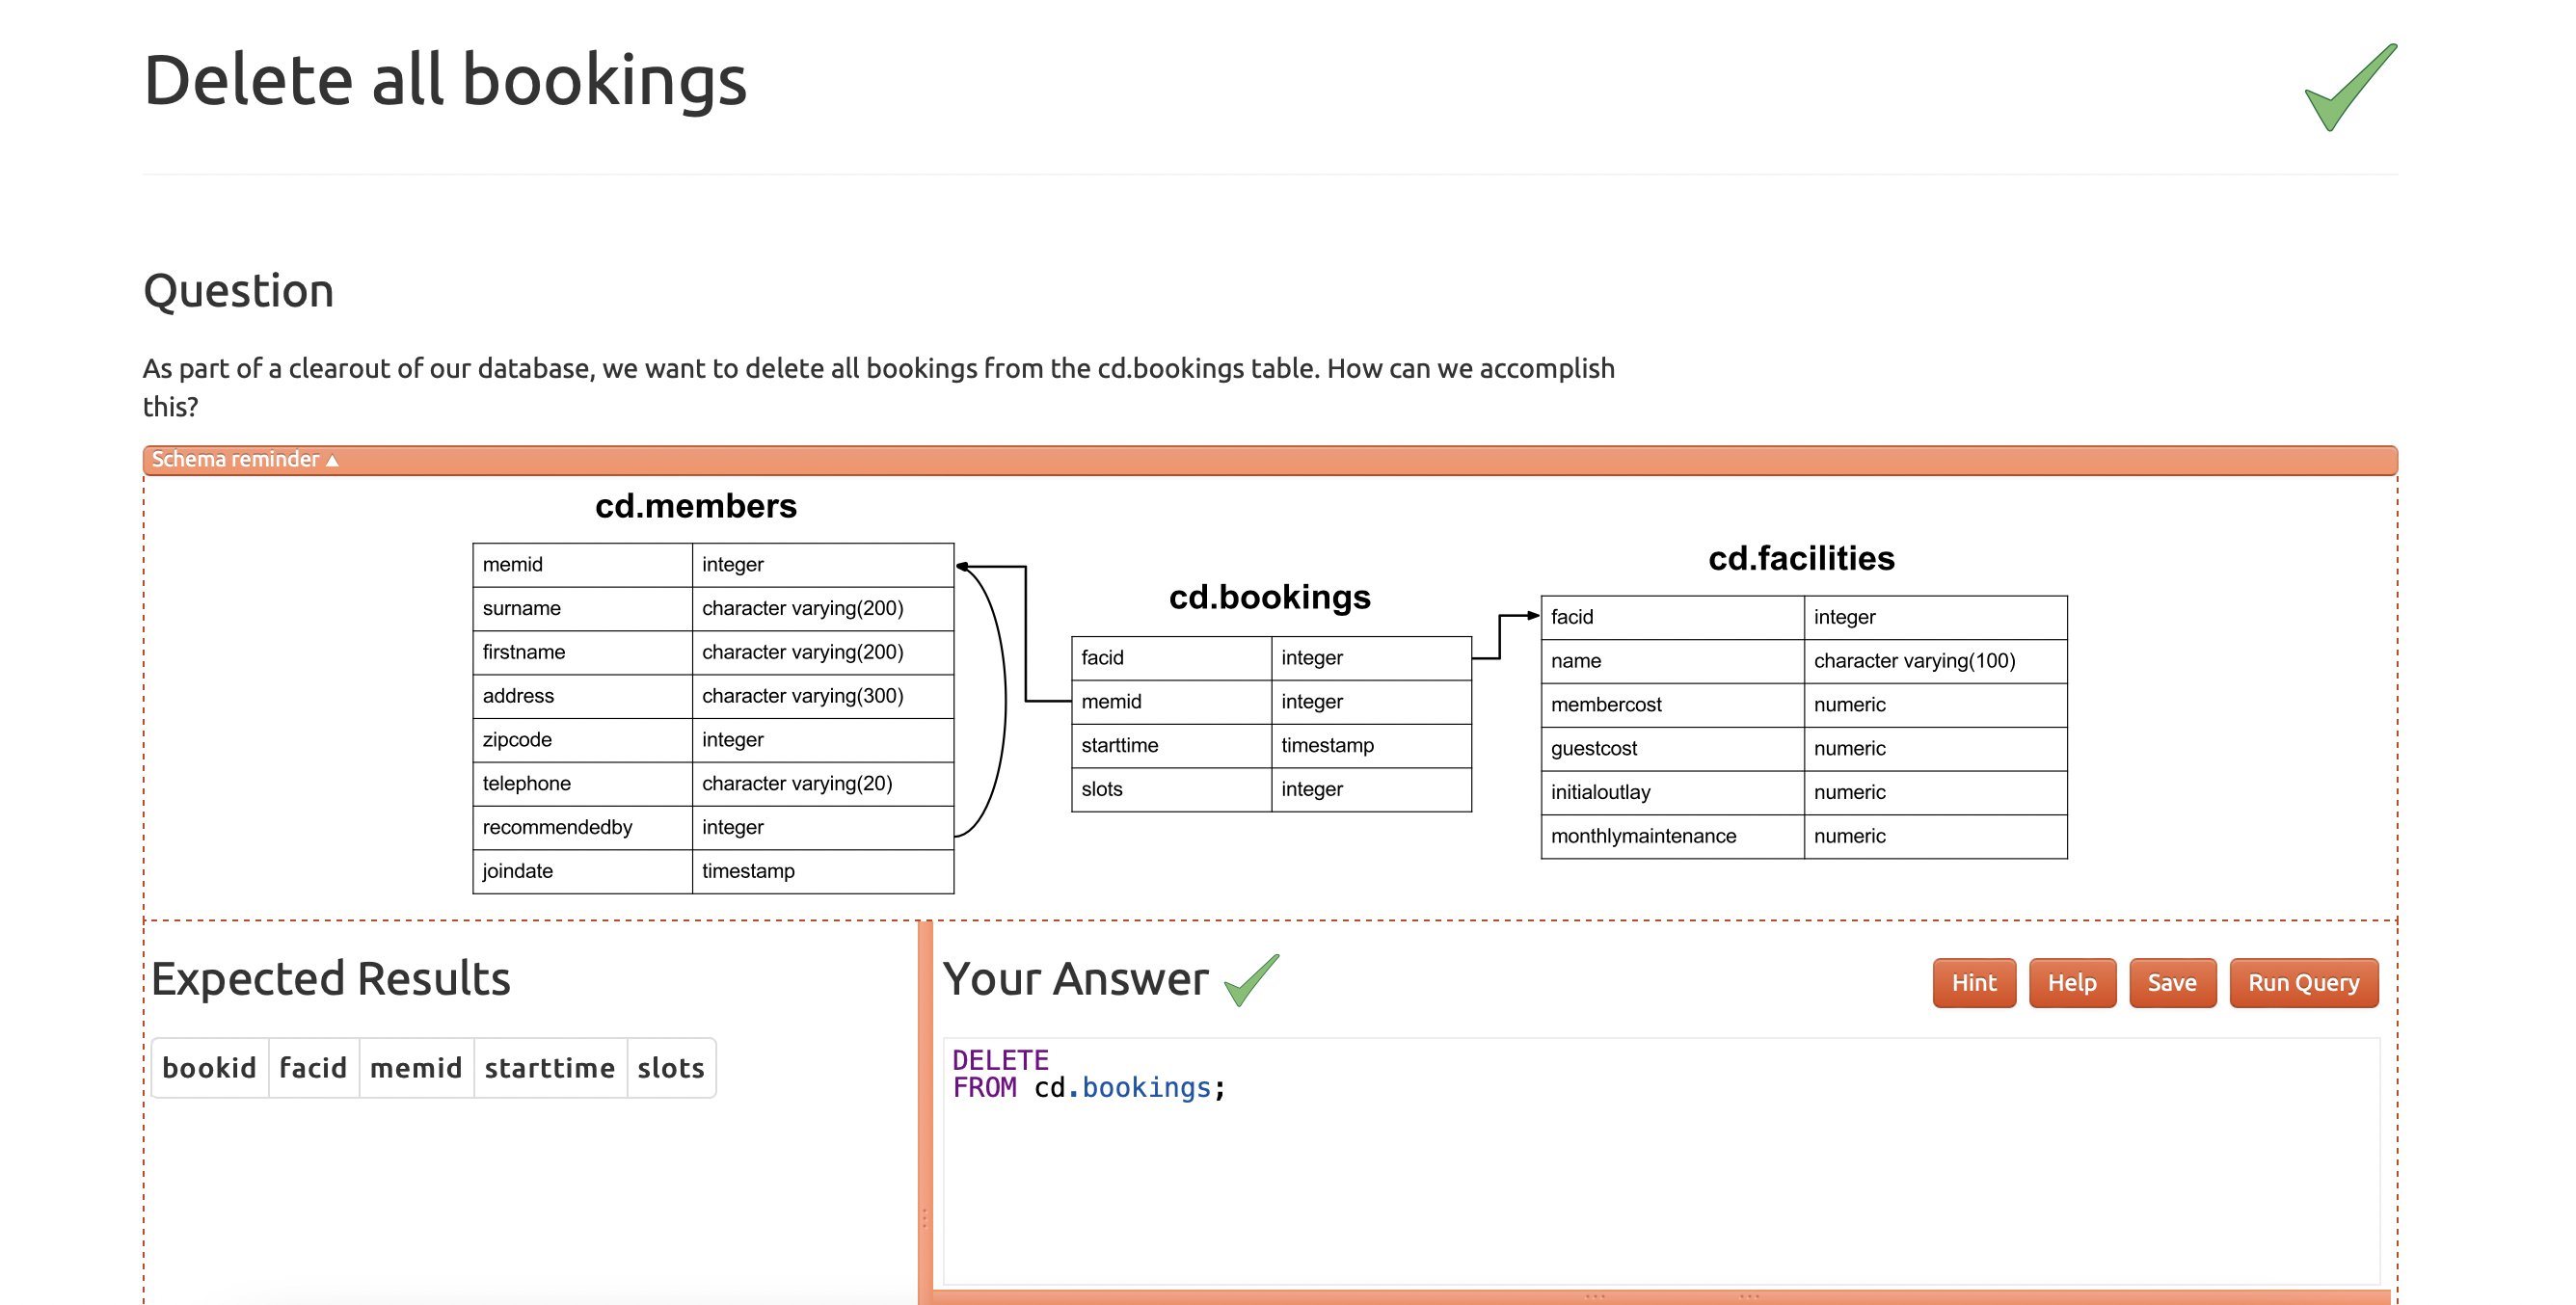 Delete all bookings
Question
As part of a clearout of our database, we want to delete all bookings from the cd.bookings table. How can we accomplish
this?
Schema reminder ▲
cd.members
memid integer
surname character varying(200)
firstname character varying(200)
address character varying(300)
zipcode integer
telephone character varying(20)
recommendedby integer
joindate timestamp
cd.bookings
facid integer
memid integer
starttime timestamp
slots integer
cd.facilities
facid integer
name character varying(100)
membercost numeric
guestcost numeric
initialoutlay numeric
monthlymaintenance numeric
Expected Results
bookid facid memid starttime slots
Your Answer
Hint Help Save Run Query
DELETE
FROM cd.bookings;